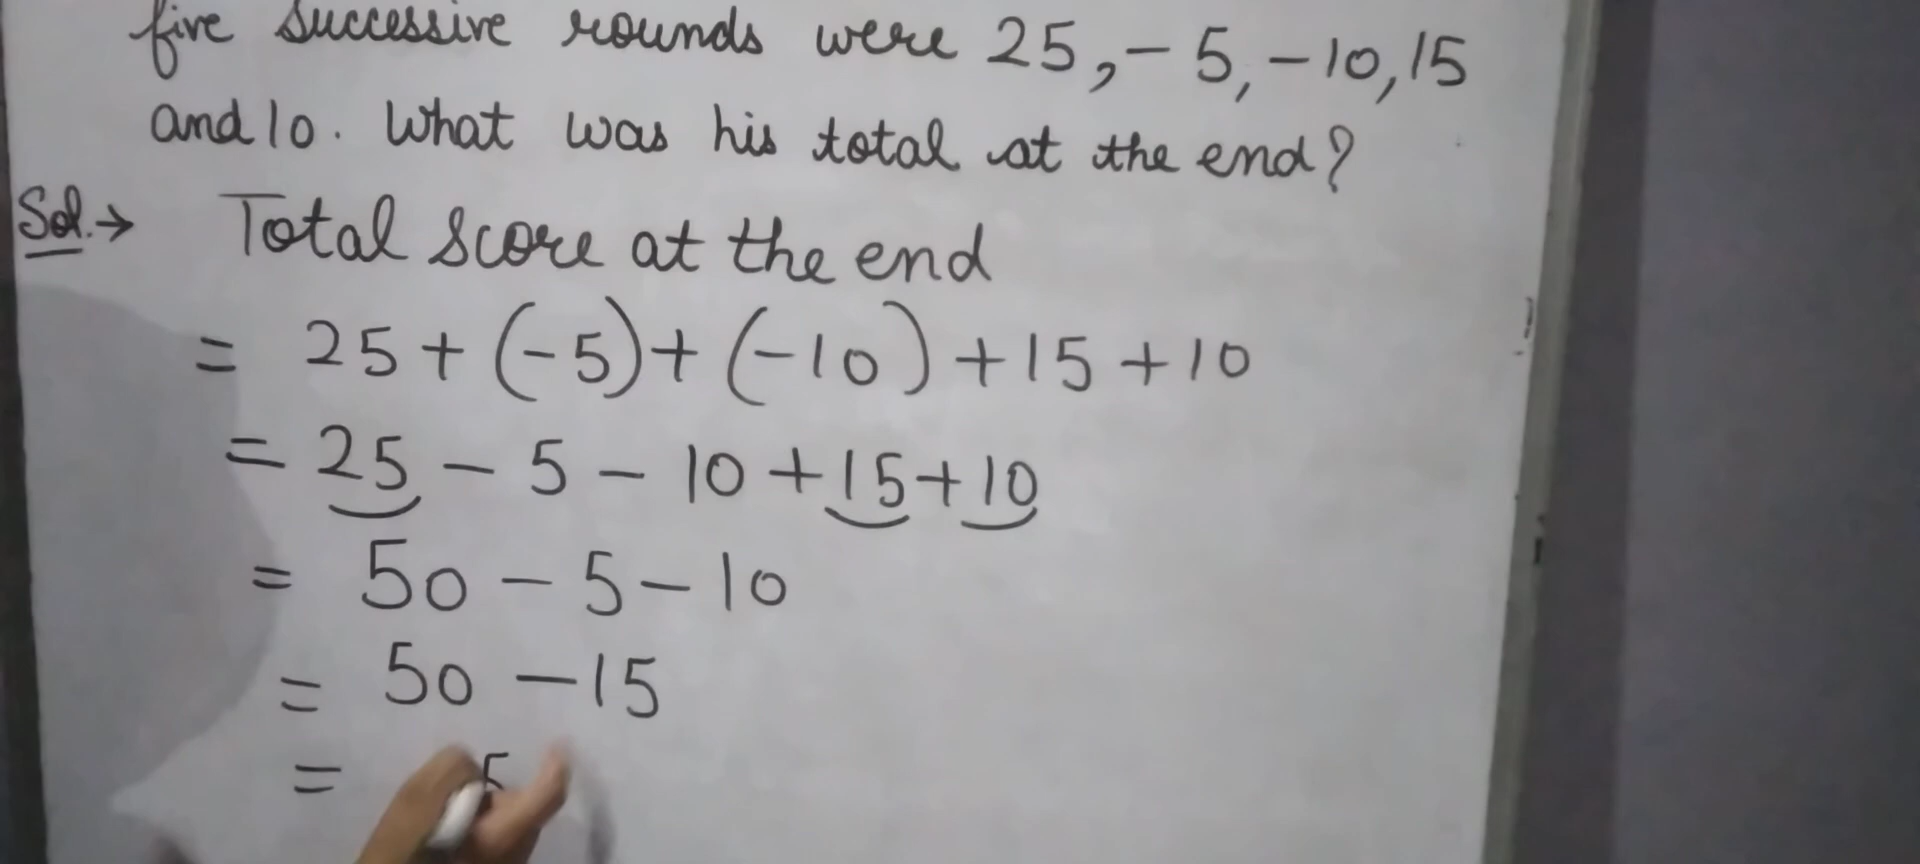 five successive rounds were 25, -5, -10, 15
and 10. What was his total at the end?
Sol. → Total score at the end
= 25 + (-5) + (-10) + 15 + 10
= 25 - 5 - 10 + 15 + 10
= 50 - 5 - 10
= 50 - 15
= 5